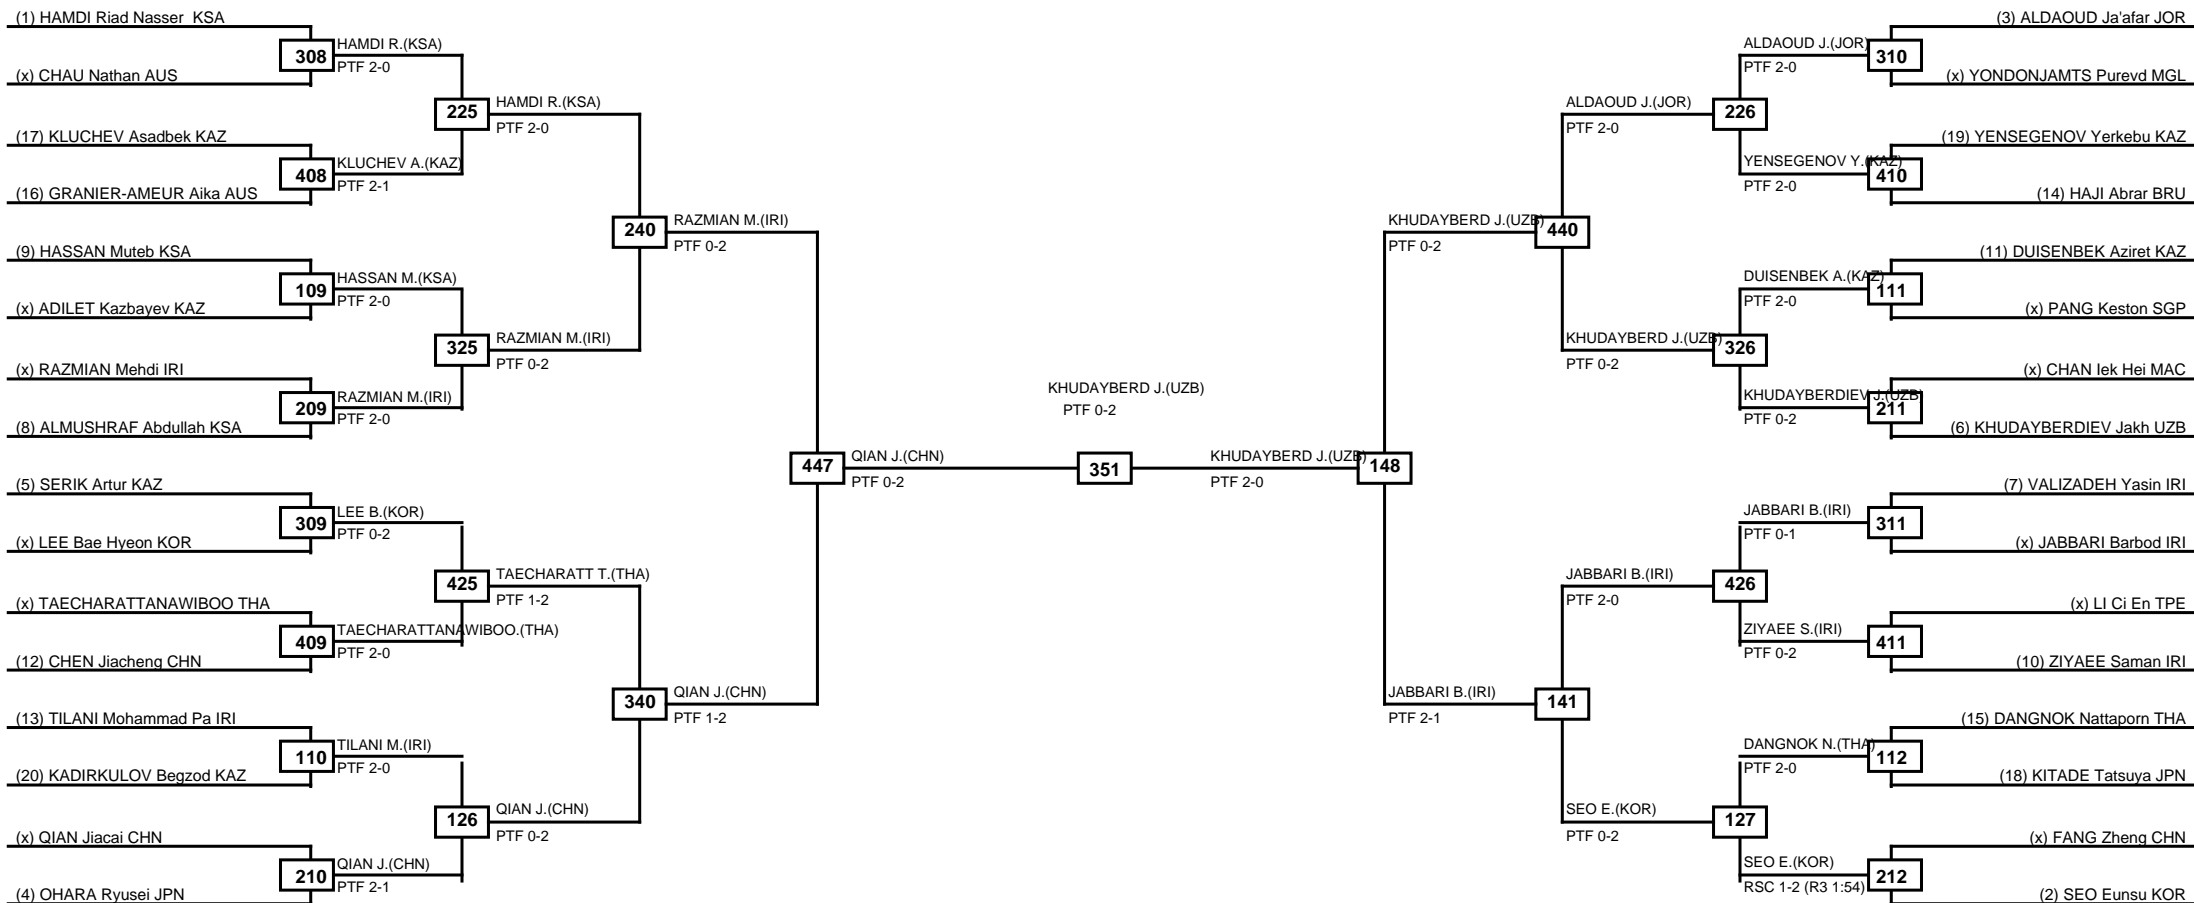 (1) HAMDI Riad Nasser  KSA
308
HAMDI R.(KSA)
PTF 2-0
(x) CHAU Nathan AUS
225
HAMDI R.(KSA)
PTF 2-0
(17) KLUCHEV Asadbek KAZ
408
KLUCHEV A.(KAZ)
PTF 2-1
(16) GRANIER-AMEUR Aika AUS
240
RAZMIAN M.(IRI)
PTF 0-2
(9) HASSAN Muteb KSA
109
HASSAN M.(KSA)
PTF 2-0
(x) ADILET Kazbayev KAZ
325
RAZMIAN M.(IRI)
PTF 0-2
(x) RAZMIAN Mehdi IRI
209
RAZMIAN M.(IRI)
PTF 2-0
(8) ALMUSHRAF Abdullah KSA
447
QIAN J.(CHN)
PTF 0-2
(5) SERIK Artur KAZ
309
LEE B.(KOR)
PTF 0-2
(x) LEE Bae Hyeon KOR
425
TAECHARATT T.(THA)
PTF 1-2
(x) TAECHARATTANAWIBOO THA
409
TAECHARATTANAWIBOO.(THA)
PTF 2-0
(12) CHEN Jiacheng CHN
340
QIAN J.(CHN)
PTF 1-2
(13) TILANI Mohammad Pa IRI
110
TILANI M.(IRI)
PTF 2-0
(20) KADIRKULOV Begzod KAZ
126
QIAN J.(CHN)
PTF 0-2
(x) QIAN Jiacai CHN
210
QIAN J.(CHN)
PTF 2-1
(4) OHARA Ryusei JPN
KHUDAYBERD J.(UZB)
PTF 0-2
351
KHUDAYBERD J.(UZB)
PTF 2-0
148
(3) ALDAOUD Ja'afar JOR
ALDAOUD J.(JOR)
PTF 2-0
310
(x) YONDONJAMTS Purevd MGL
ALDAOUD J.(JOR)
PTF 2-0
226
(19) YENSEGENOV Yerkebu KAZ
YENSEGENOV Y.(KAZ)
PTF 2-0
410
(14) HAJI Abrar BRU
KHUDAYBERD J.(UZB)
PTF 0-2
440
(11) DUISENBEK Aziret KAZ
DUISENBEK A.(KAZ)
PTF 2-0
111
(x) PANG Keston SGP
KHUDAYBERD J.(UZB)
PTF 0-2
326
(x) CHAN Iek Hei MAC
KHUDAYBERDIEV J.(UZB)
PTF 0-2
211
(6) KHUDAYBERDIEV Jakh UZB
(7) VALIZADEH Yasin IRI
JABBARI B.(IRI)
PTF 0-1
311
(x) JABBARI Barbod IRI
JABBARI B.(IRI)
PTF 2-0
426
(x) LI Ci En TPE
ZIYAEE S.(IRI)
PTF 0-2
411
(10) ZIYAEE Saman IRI
JABBARI B.(IRI)
PTF 2-1
141
(15) DANGNOK Nattaporn THA
DANGNOK N.(THA)
PTF 2-0
112
(18) KITADE Tatsuya JPN
SEO E.(KOR)
PTF 0-2
127
(x) FANG Zheng CHN
SEO E.(KOR)
RSC 1-2 (R3 1:54)
212
(2) SEO Eunsu KOR